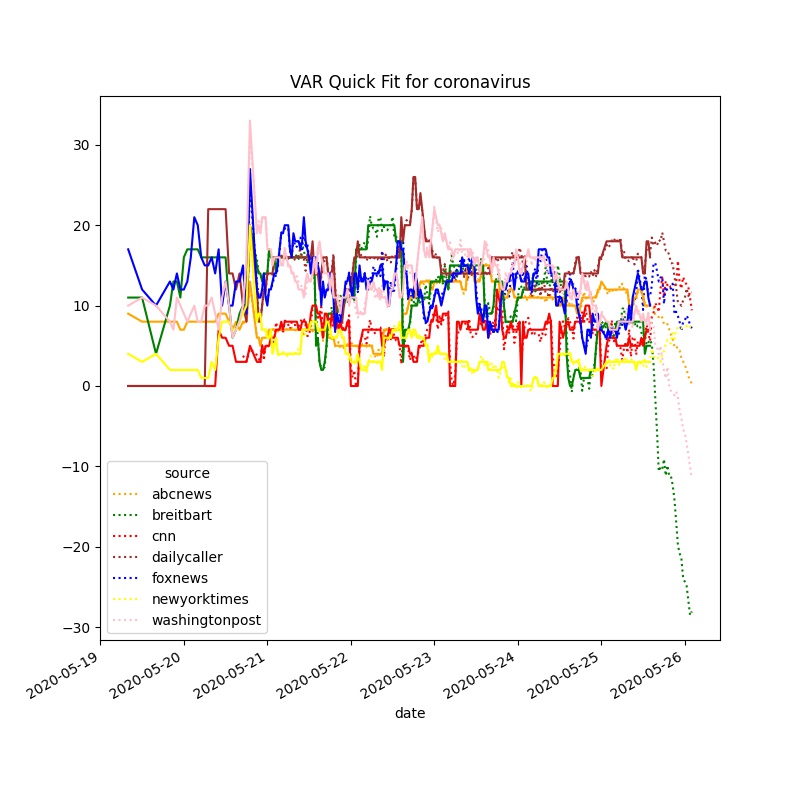 VAR Quick Fit for coronavirus
30
20
10
0
−10
−20
−30
source
abcnews
breitbart
cnn
dailycaller
foxnews
newyorktimes
washingtonpost
2020-05-19
2020-05-20
2020-05-21
2020-05-22
2020-05-23
2020-05-24
2020-05-25
2020-05-26
date